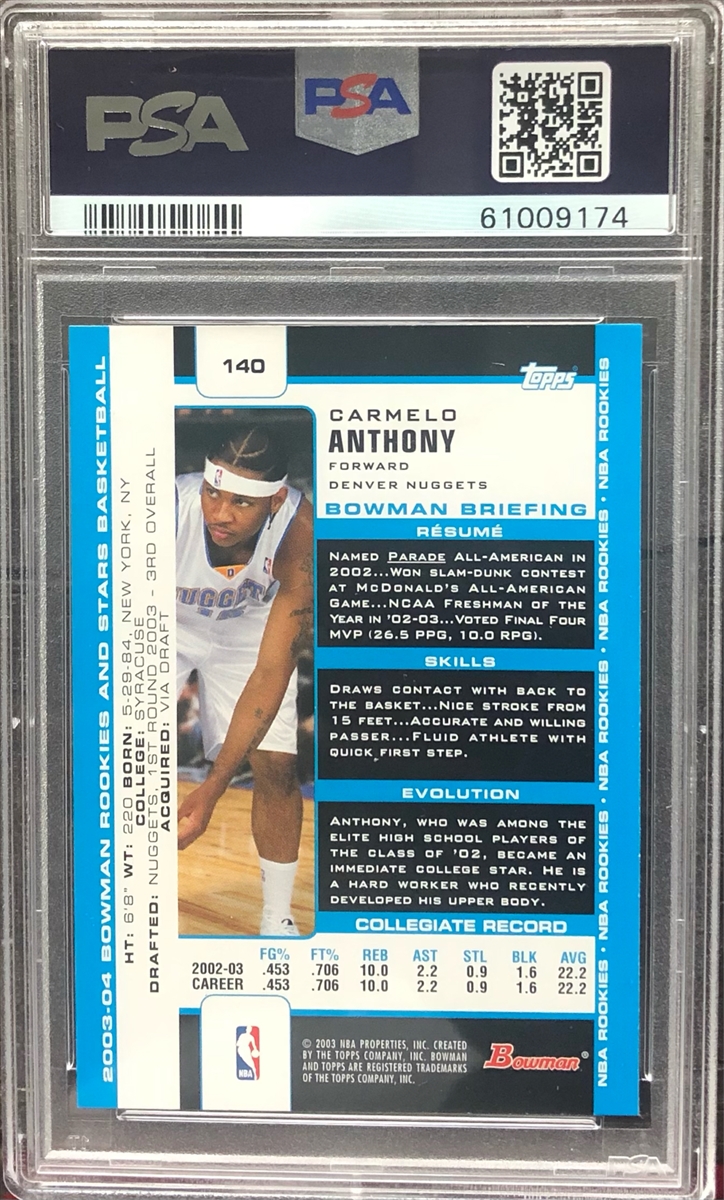 PSA
PSA
61009174
140
topps
CARMELO
ANTHONY
FORWARD
DENVER NUGGETS
BOWMAN BRIEFING
RÉSUMÉ
NAMED PARADE ALL-AMERICAN IN
2002...WON SLAM-DUNK CONTEST
AT MCDONALD'S ALL-AMERICAN
GAME...NCAA FRESHMAN OF THE
YEAR IN '02-03...VOTED FINAL FOUR
MVP (26.5 PPG, 10.0 RPG).
SKILLS
DRAWS CONTACT WITH BACK TO
THE BASKET...NICE STROKE FROM
15 FEET...ACCURATE AND WILLING
PASSER...FLUID ATHLETE WITH
QUICK FIRST STEP.
EVOLUTION
ANTHONY, WHO WAS AMONG THE
ELITE HIGH SCHOOL PLAYERS OF
THE CLASS OF '02, BECAME AN
IMMEDIATE COLLEGE STAR. HE IS
A HARD WORKER WHO RECENTLY
DEVELOPED HIS UPPER BODY.
COLLEGIATE RECORD
FG% FT% REB AST STL BLK AVG
2002-03 .453 .706 10.0 2.2 0.9 1.6 22.2
CAREER .453 .706 10.0 2.2 0.9 1.6 22.2
NBA
© 2003 NBA PROPERTIES, INC. CREATED
BY THE TOPPS COMPANY, INC. BOWMAN
AND TOPPS ARE REGISTERED TRADEMARKS
OF THE TOPPS COMPANY, INC.
Bowman®
2003-04 BOWMAN ROOKIES AND STARS BASKETBALL
HT: 6'8" WT: 220 BORN: 5-29-84, NEW YORK, NY
COLLEGE: SYRACUSE
DRAFTED: NUGGETS, 1ST ROUND 2003 - 3RD OVERALL
ACQUIRED: VIA DRAFT
NBA ROOKIES • NBA ROOKIES • NBA ROOKIES • NBA ROOKIES • NBA ROOKIES
NUGGETS
PSA